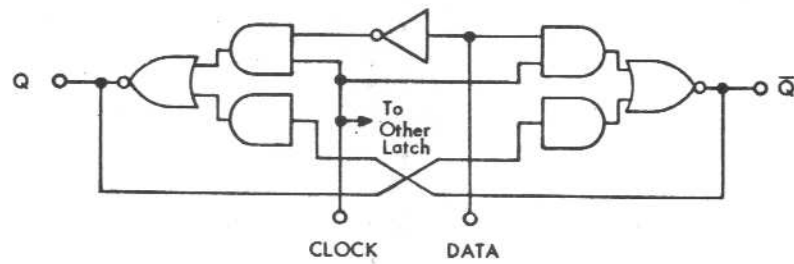 Q
To
Other
Latch
Q̅
CLOCK
DATA